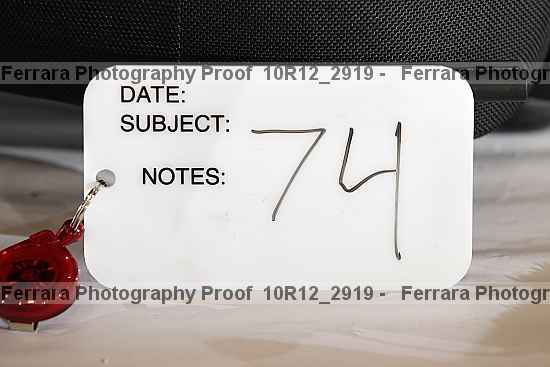 Ferrara Photography Proof 10R12_2919 - Ferrara Photogr
DATE:
SUBJECT: 74
NOTES:
Ferrara Photography Proof 10R12_2919 - Ferrara Photogr